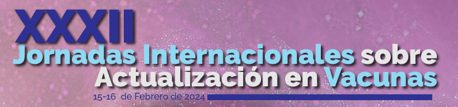 XXXII
Jornadas Internacionales sobre
Actualización en Vacunas
15-16 de Febrero de 2024